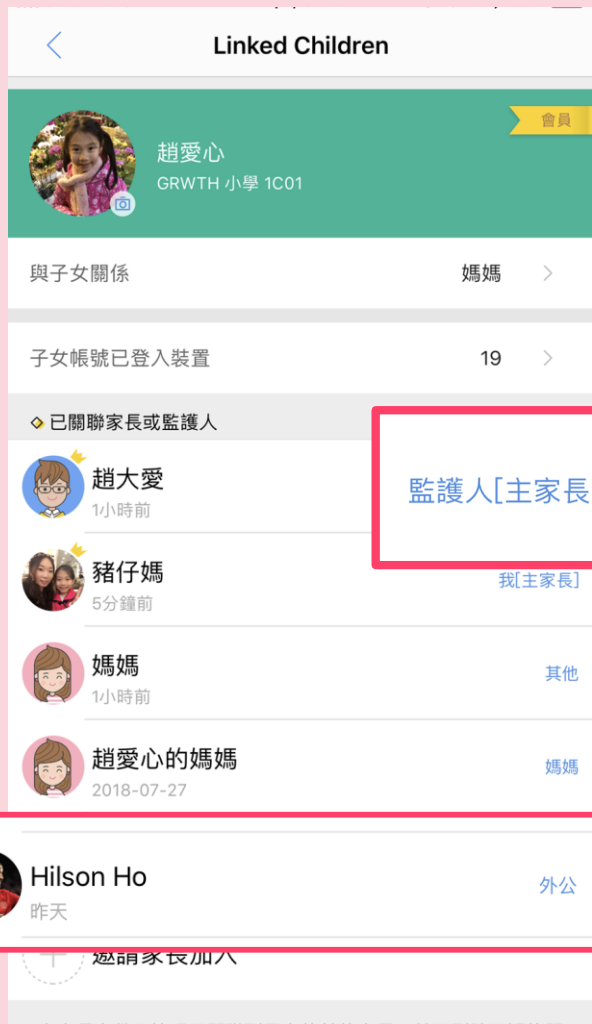 Linked Children
會員
趙愛心
GRWTH 小學 1C01
與子女關係
媽媽
子女帳號已登入裝置
19
已關聯家長或監護人
趙大愛
1小時前
監護人[主家長
豬仔媽
5分鐘前
我[主家長]
媽媽
1小時前
其他
趙愛心的媽媽
2018-07-27
媽媽
Hilson Ho
昨天
外公
邀請家長加入